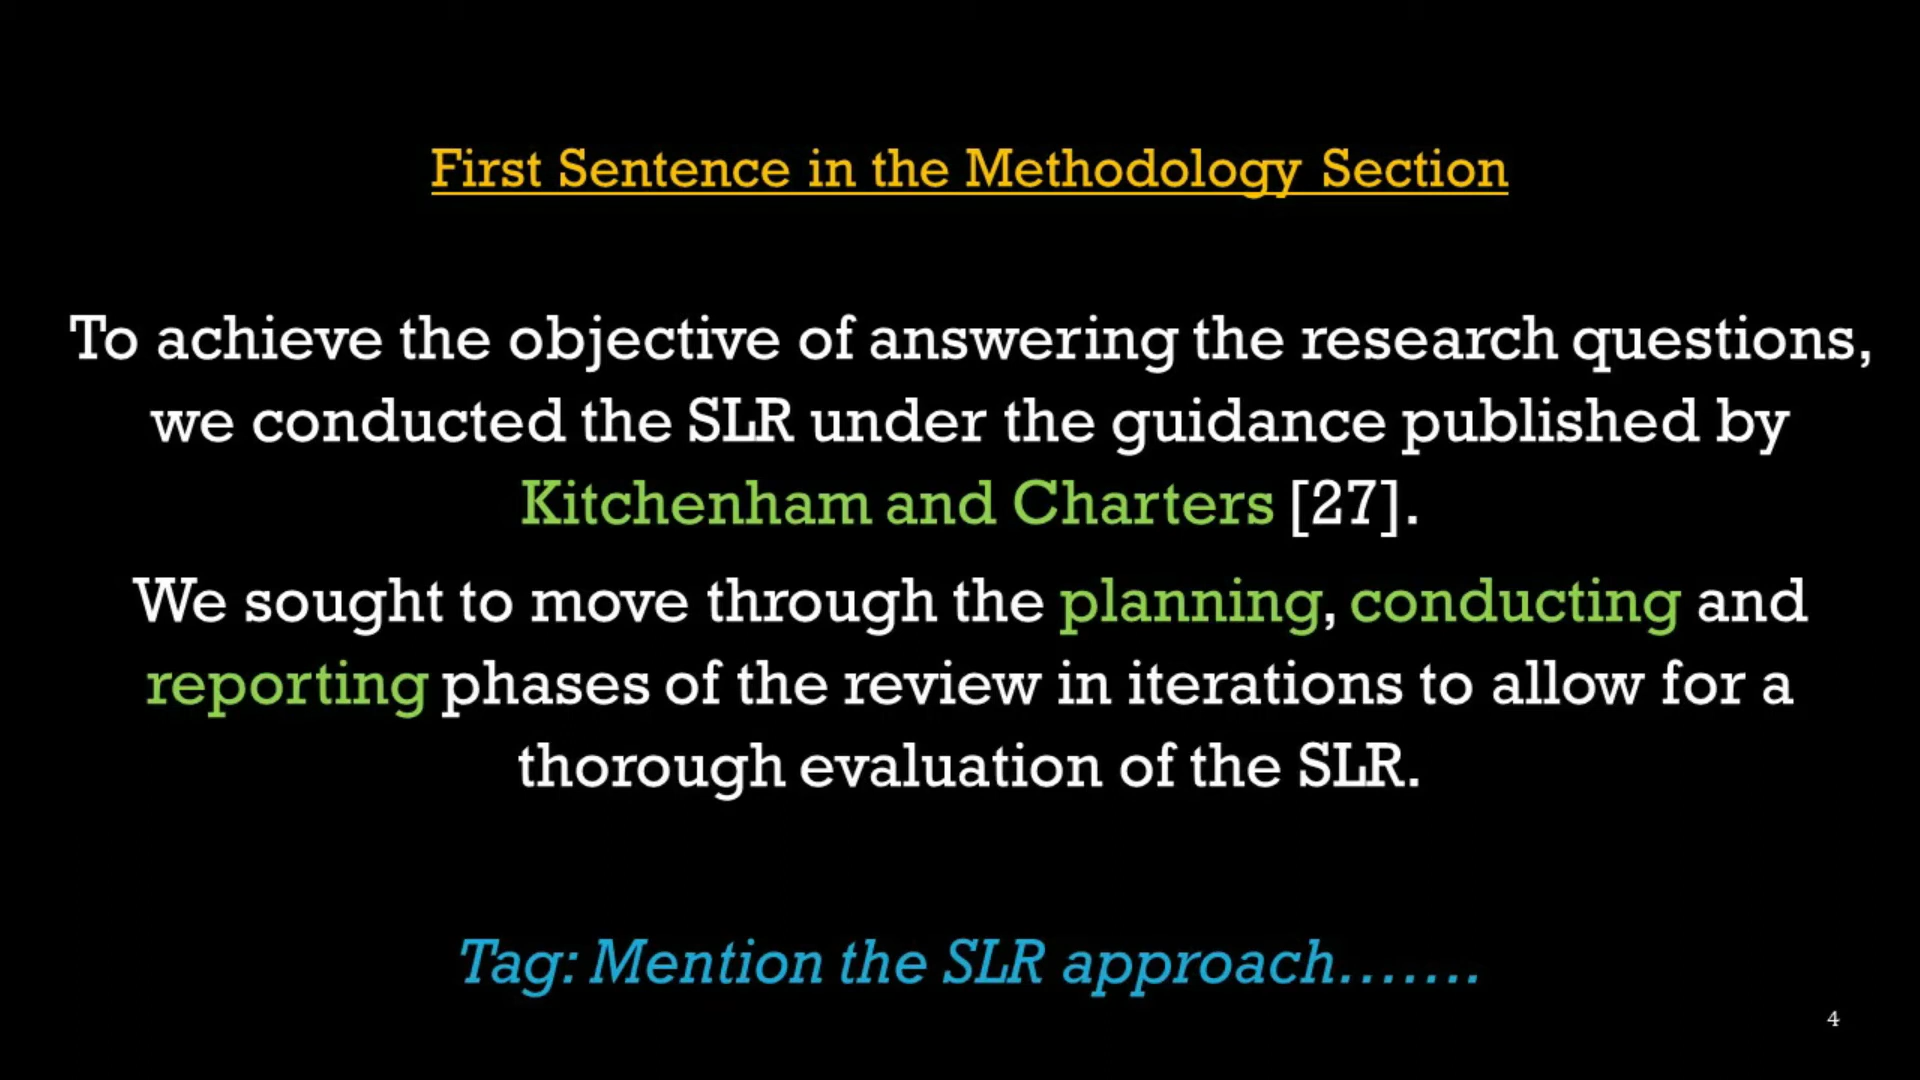 First Sentence in the Methodology Section
To achieve the objective of answering the research questions,
we conducted the SLR under the guidance published by
Kitchenham and Charters [27].
We sought to move through the planning, conducting and
reporting phases of the review in iterations to allow for a
thorough evaluation of the SLR.
Tag: Mention the SLR approach.......
4